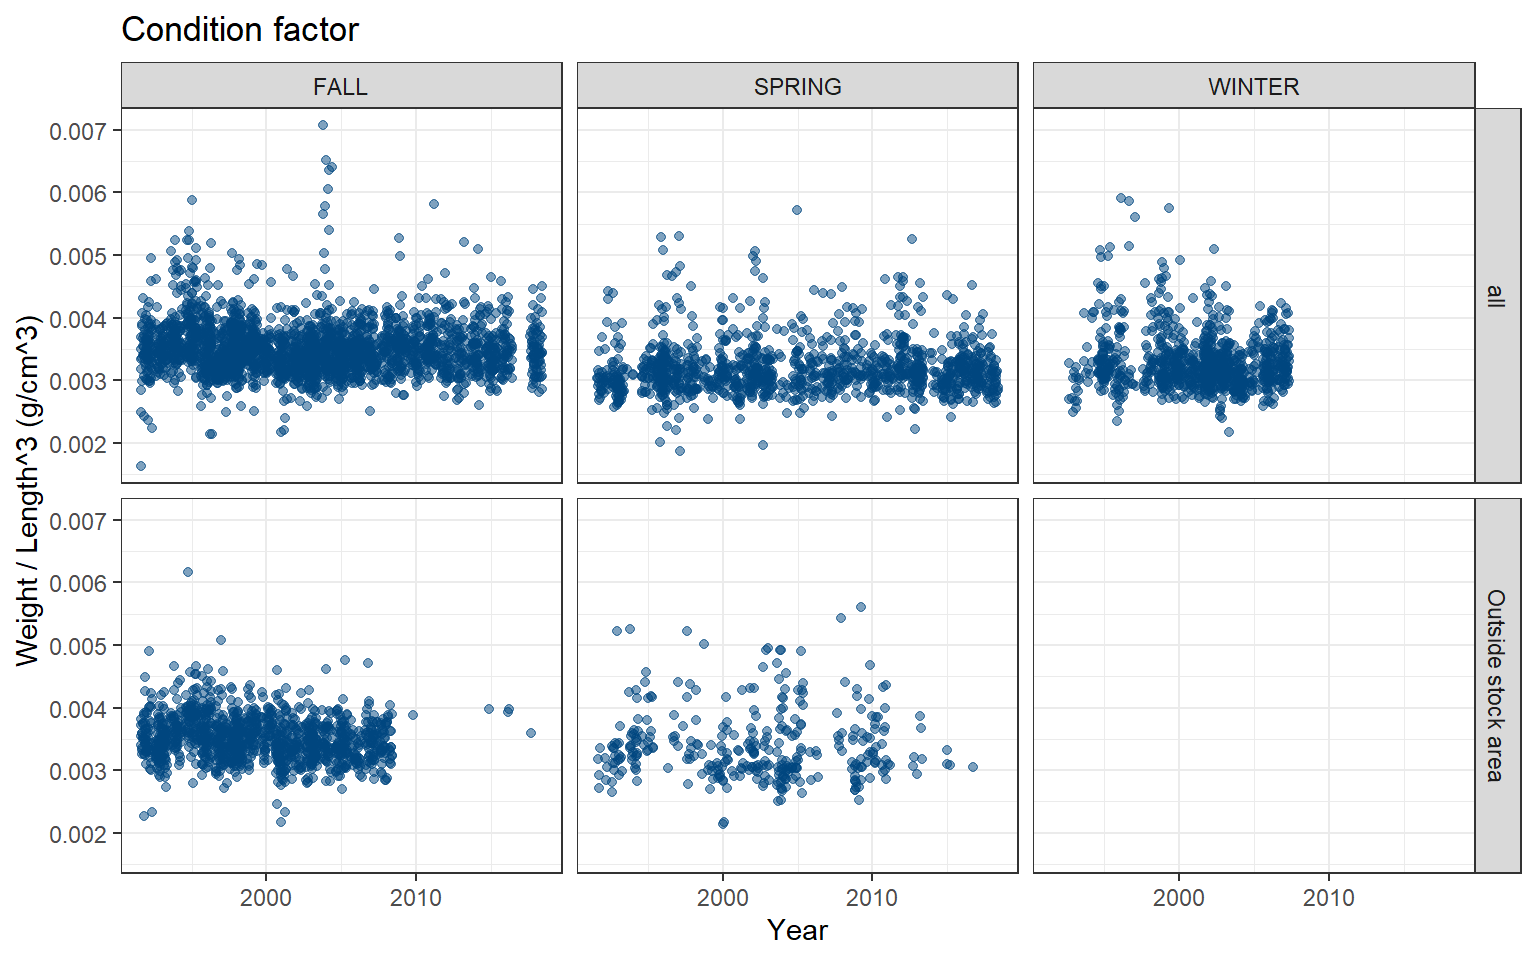 Condition factor
FALL
SPRING
WINTER
0.007
0.006
0.005
0.004
0.003
0.002
all
0.007
0.006
0.005
0.004
0.003
0.002
Outside stock area
Weight / Length^3 (g/cm^3)
2000
2010
2000
2010
2000
2010
Year